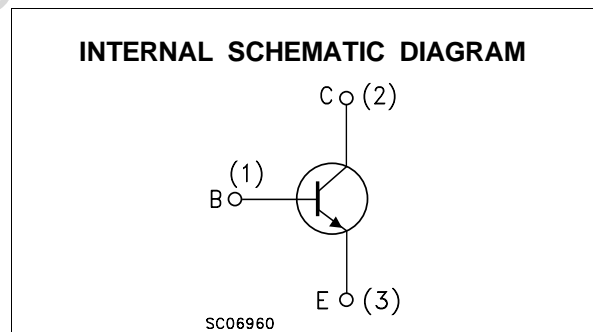 INTERNAL SCHEMATIC DIAGRAM
C (2)
(1)
B
E (3)
SC06960